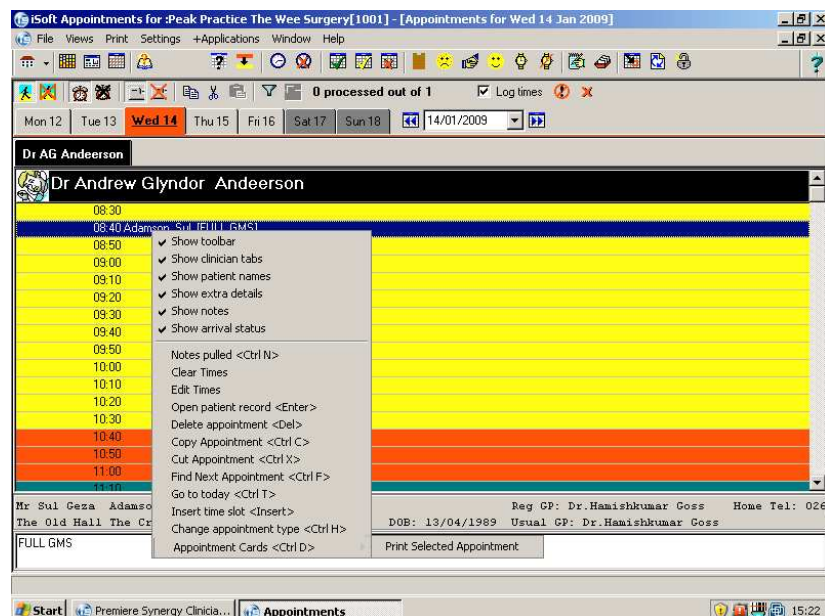 iSoft Appointments for :Peak Practice The Wee Surgery[1001] - [Appointments for Wed 14 Jan 2009]
File Views Print Settings +Applications Window Help
0 processed out of 1 Log times
Mon 12 Tue 13 Wed 14 Thu 15 Fri 16 Sat 17 Sun 18 14/01/2009
Dr AG Andeerson
Dr Andrew Glyndor Andeerson
08:30
08:40 Adamson, Sul [FULL GMS]
08:50
09:00
09:10
09:20
09:30
09:40
09:50
10:00
10:10
10:20
10:30
10:40
10:50
11:00
11:10
Show toolbar
Show clinician tabs
Show patient names
Show extra details
Show notes
Show arrival status
Notes pulled <Ctrl N>
Clear Times
Edit Times
Open patient record <Enter>
Delete appointment <Del>
Copy Appointment <Ctrl C>
Cut Appointment <Ctrl X>
Find Next Appointment <Ctrl F>
Go to today <Ctrl T>
Insert time slot <Insert>
Change appointment type <Ctrl H>
Appointment Cards <Ctrl D>
Print Selected Appointment
Mr Sul Geza Adamso Reg GP: Dr.Hamishkumar Goss Home Tel: 026
The Old Hall The Cr DOB: 13/04/1989 Usual GP: Dr.Hamishkumar Goss
FULL GMS
Start Premiere Synergy Clinicia... Appointments 15:22